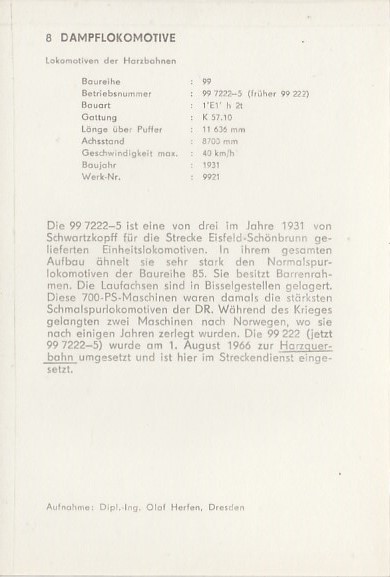 8 DAMPFLOKOMOTIVE
Lokomotiven der Harzbahnen
Baureihe : 99
Betriebsnummer : 99 7222–5 (früher 99 222)
Bauart : 1'E1' h 2t
Gattung : K 57.10
Länge über Puffer : 11 636 mm
Achsstand : 8700 mm
Geschwindigkeit max. : 40 km/h
Baujahr : 1931
Werk-Nr. : 9921
Die 99 7222–5 ist eine von drei im Jahre 1931 von
Schwartzkopff für die Strecke Eisfeld-Schönbrunn ge-
lieferten Einheitslokomotiven. In ihrem gesamten
Aufbau ähnelt sie sehr stark den Normalspur-
lokomotiven der Baureihe 85. Sie besitzt Barrenrah-
men. Die Laufachsen sind in Bisselgestellen gelagert.
Diese 700-PS-Maschinen waren damals die stärksten
Schmalspurlokomotiven der DR. Während des Krieges
gelangten zwei Maschinen nach Norwegen, wo sie
nach einigen Jahren zerlegt wurden. Die 99 222 (jetzt
99 7222–5) wurde am 1. August 1966 zur Harzquer-
bahn umgesetzt und ist hier im Streckendienst einge-
setzt.
Aufnahme: Dipl.-Ing. Olaf Herfen, Dresden